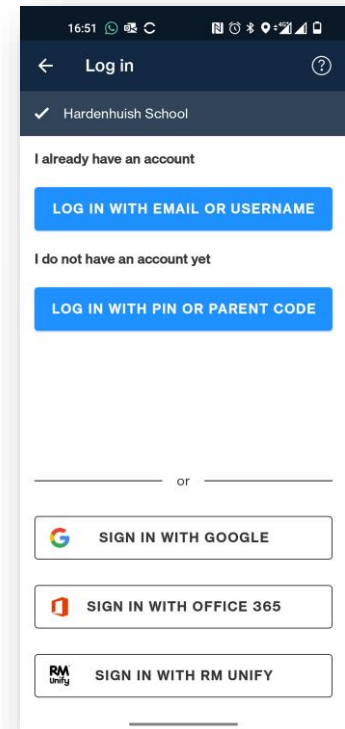 16:51
Log in
Hardenhuish School
I already have an account
LOG IN WITH EMAIL OR USERNAME
I do not have an account yet
LOG IN WITH PIN OR PARENT CODE
or
SIGN IN WITH GOOGLE
SIGN IN WITH OFFICE 365
RM
Unify
SIGN IN WITH RM UNIFY